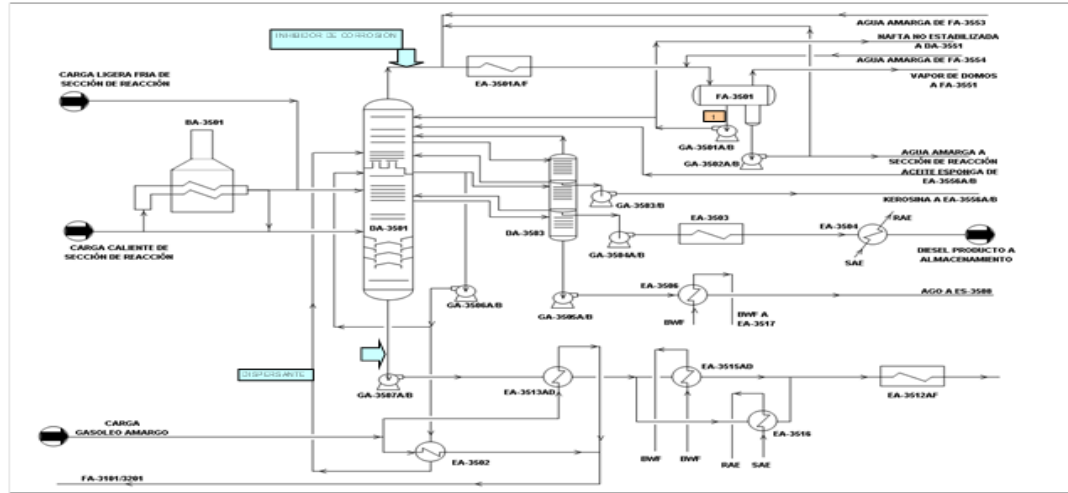 INHIBIDOR DE CORROSION
AGUA AMARGA DE FA-3553
NAFTA NO ESTABILIZADA
A DA-3551
AGUA AMARGA DE FA-3554
VAPOR DE DOMOS
A FA-3551
EA-3501A/F
FA-3501
1
GA-3501A/B
GA-3502A/B
CARGA LIGERA FRIA DE
SECCIÓN DE REACCIÓN
BA-3501
AGUA AMARGA A
SECCIÓN DE REACCIÓN
ACEITE ESPONGA DE
EA-3556A/B
KEROSINA A EA-3558A/B
GA-3503/B
DA-3501
DA-3503
EA-3503
EA-3504
RAE
SAE
GA-3504A/B
DIESEL PRODUCTO A
ALMACENAMIENTO
CARGA CALIENTE DE
SECCIÓN DE REACCIÓN
GA-3506A/B
GA-3505A/B
EA-3506
BWF
BWF A
EA-3517
AGO A ES-3508
DISPERSANTE
GA-3507A/B
EA-3513AD
EA-3515AD
EA-3512AF
EA-3516
CARGA
GASOLEO AMARGO
EA-3502
BWF
BWF
RAE
SAE
FA-3101/3201